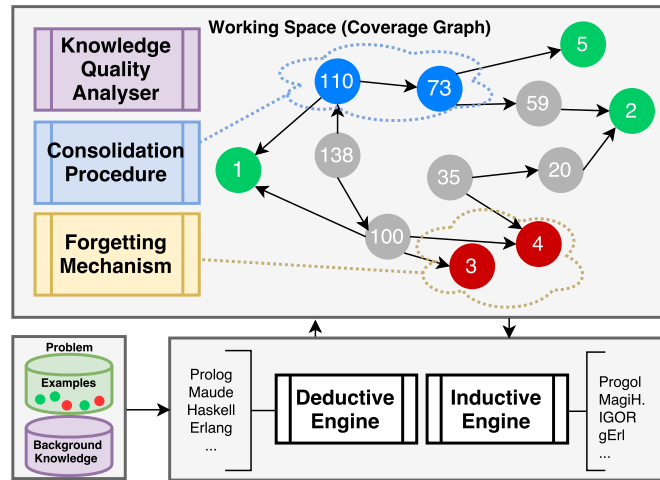 Working Space (Coverage Graph)
Knowledge
Quality
Analyser
Consolidation
Procedure
Forgetting
Mechanism
5
110
73
59
2
138
1
35
20
100
4
3
Problem
Examples
Background
Knowledge
Prolog
Maude
Haskell
Erlang
...
Deductive
Engine
Inductive
Engine
Progol
MagiH.
IGOR
gErl
...